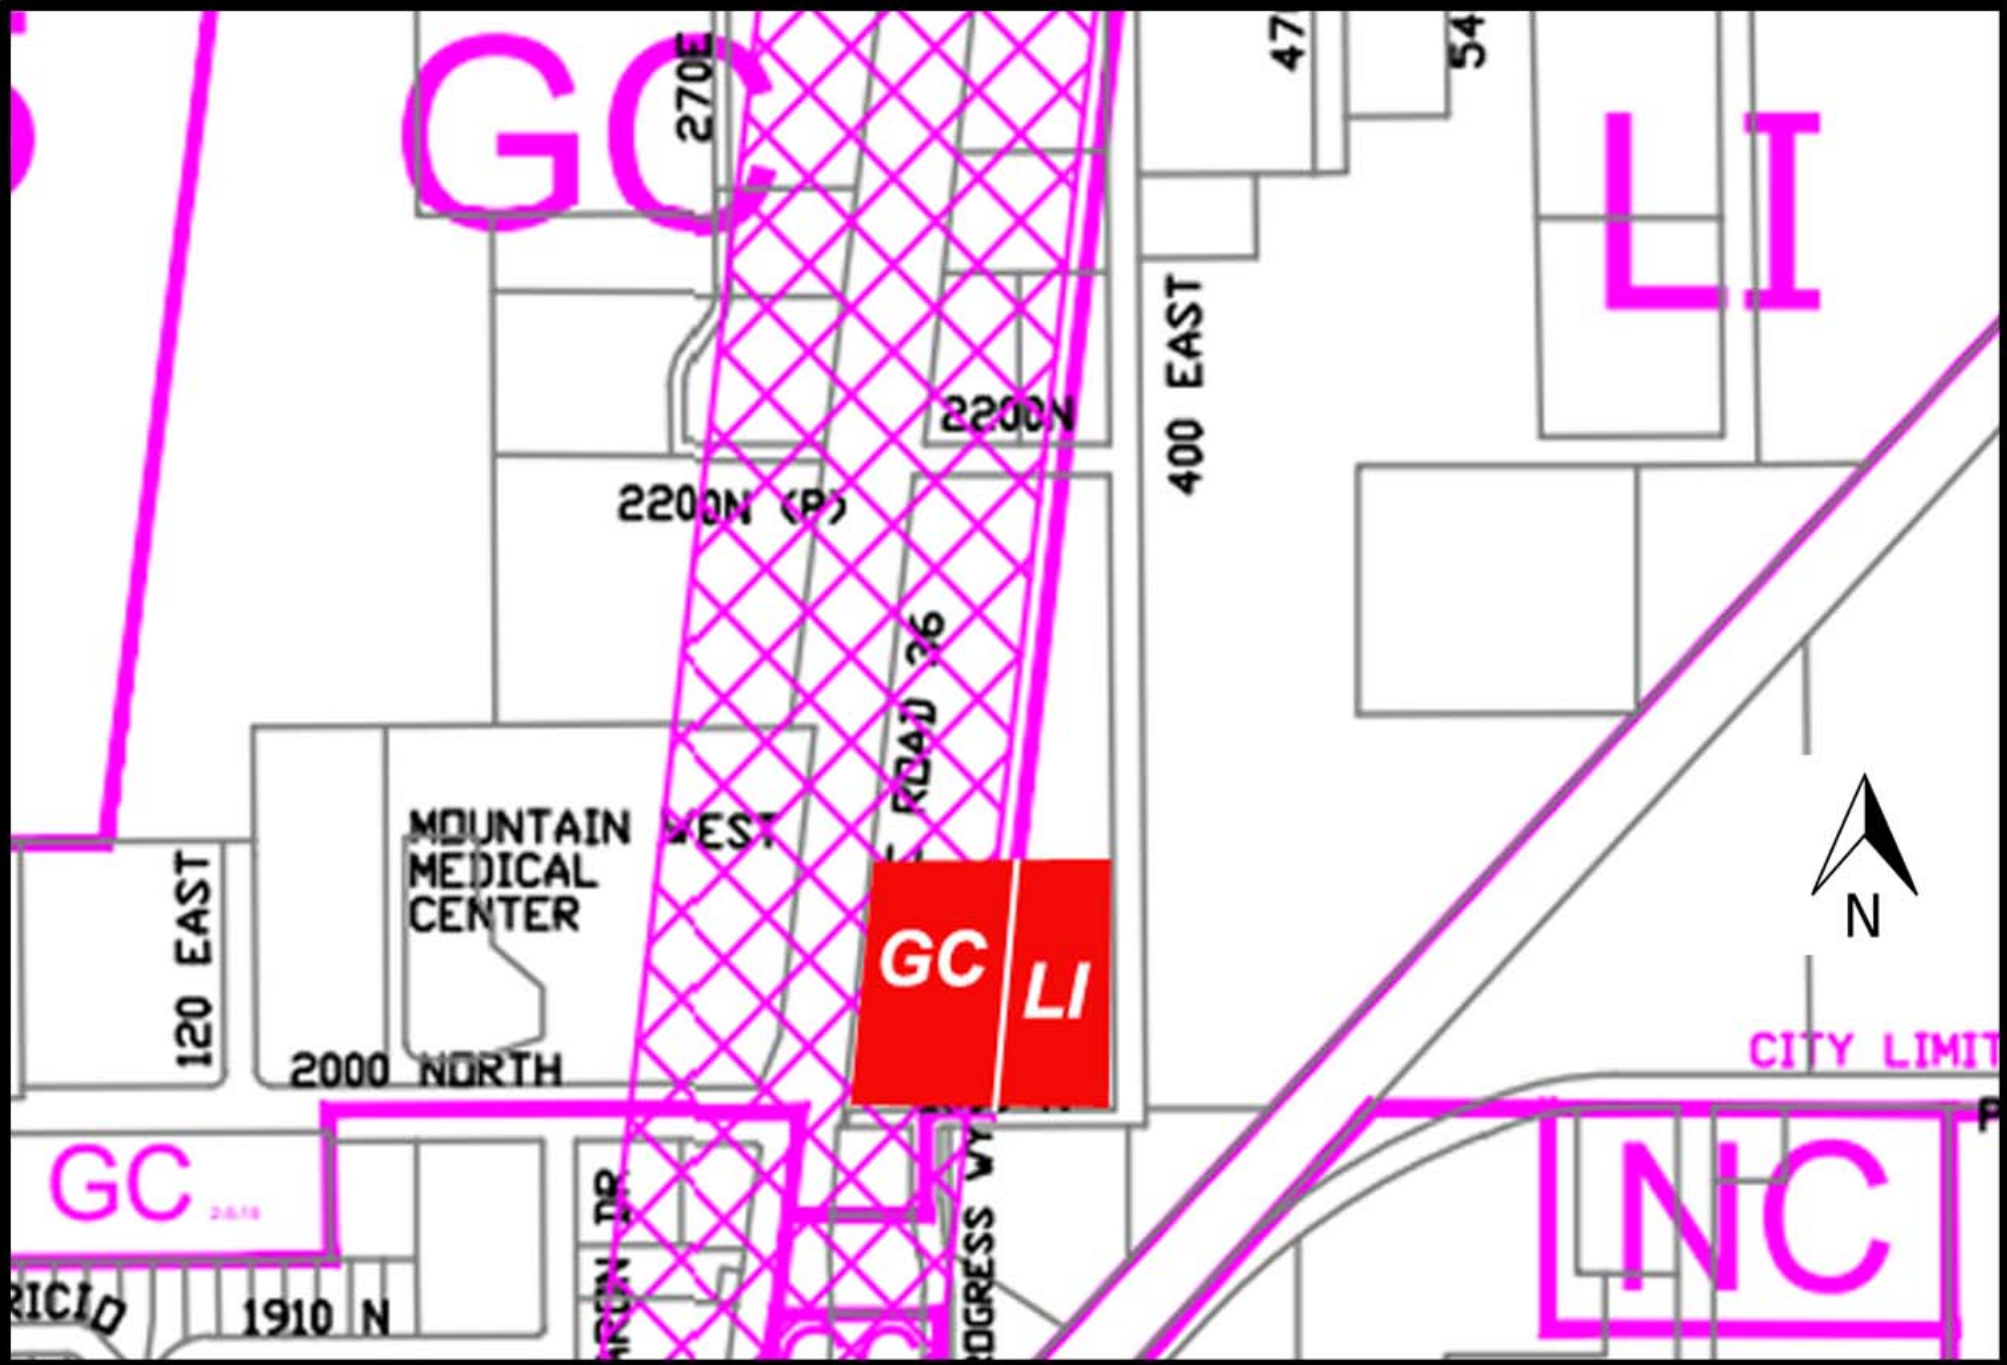 GC
270E
47
54
LI
400 EAST
2200N
2200N (P)
ROAD 36
MOUNTAIN WEST
MEDICAL
CENTER
120 EAST
2000 NORTH
GC
LI
N
CITY LIMIT
GC
NC
1910 N